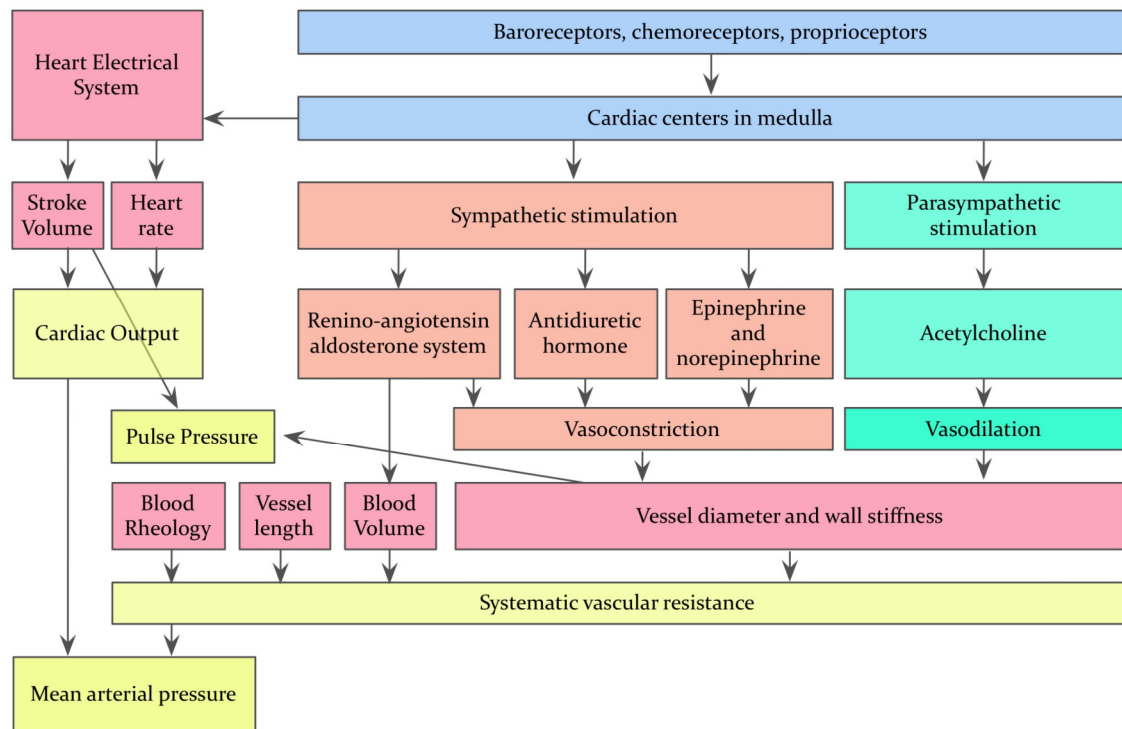 Heart Electrical
System
Baroreceptors, chemoreceptors, proprioceptors
Cardiac centers in medulla
Stroke
Volume
Heart
rate
Sympathetic stimulation
Parasympathetic
stimulation
Cardiac Output
Renino-angiotensin
aldosterone system
Antidiuretic
hormone
Epinephrine
and
norepinephrine
Acetylcholine
Pulse Pressure
Vasoconstriction
Vasodilation
Blood
Rheology
Vessel
length
Blood
Volume
Vessel diameter and wall stiffness
Systematic vascular resistance
Mean arterial pressure